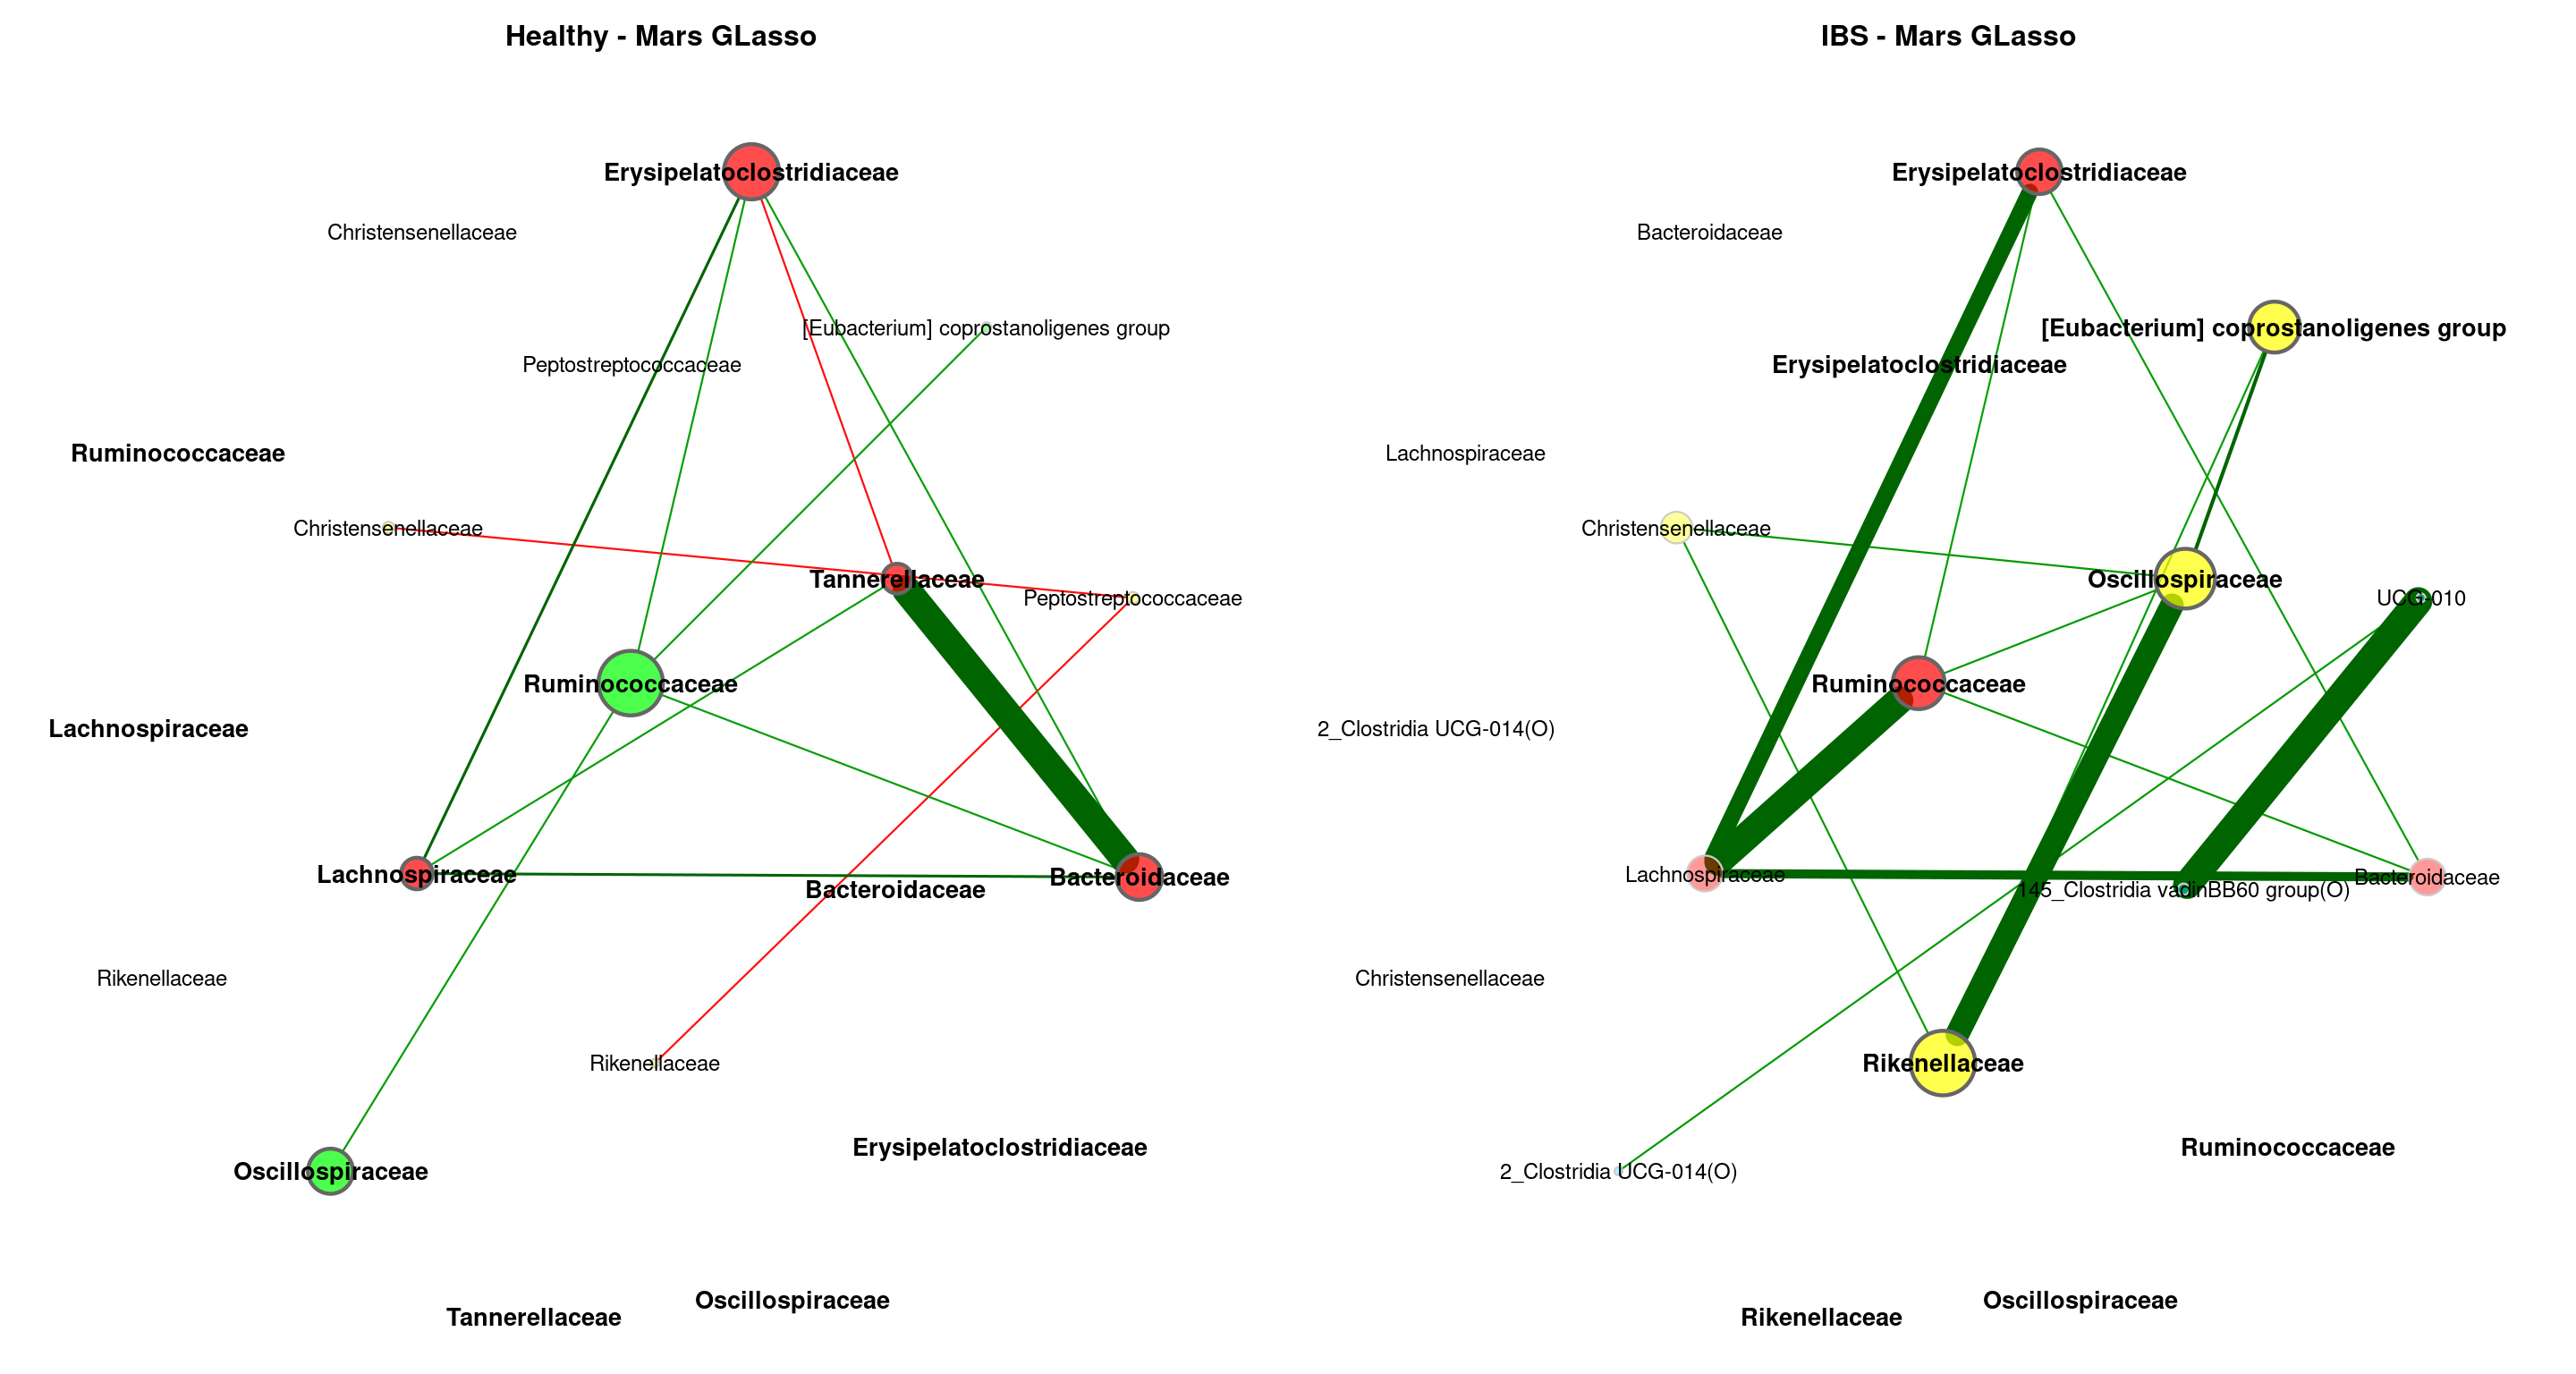 Healthy - Mars GLasso
Erysipelatoclostridiaceae
Christensenellaceae
[Eubacterium] coprostanoligenes group
Peptostreptococcaceae
Ruminococcaceae
Christensenellaceae
Tannerellaceae
Peptostreptococcaceae
Ruminococcaceae
Lachnospiraceae
Lachnospiraceae
Bacteroidaceae
Bacteroidaceae
Rikenellaceae
Rikenellaceae
Erysipelatoclostridiaceae
Oscillospiraceae
Oscillospiraceae
Tannerellaceae
IBS - Mars GLasso
Erysipelatoclostridiaceae
Bacteroidaceae
[Eubacterium] coprostanoligenes group
Erysipelatoclostridiaceae
Lachnospiraceae
Christensenellaceae
Oscillospiraceae
UCG-010
Ruminococcaceae
2_Clostridia UCG-014(O)
Lachnospiraceae
145_Clostridia vadinBB60 group(O)
Bacteroidaceae
Christensenellaceae
Rikenellaceae
Ruminococcaceae
2_Clostridia UCG-014(O)
Oscillospiraceae
Rikenellaceae